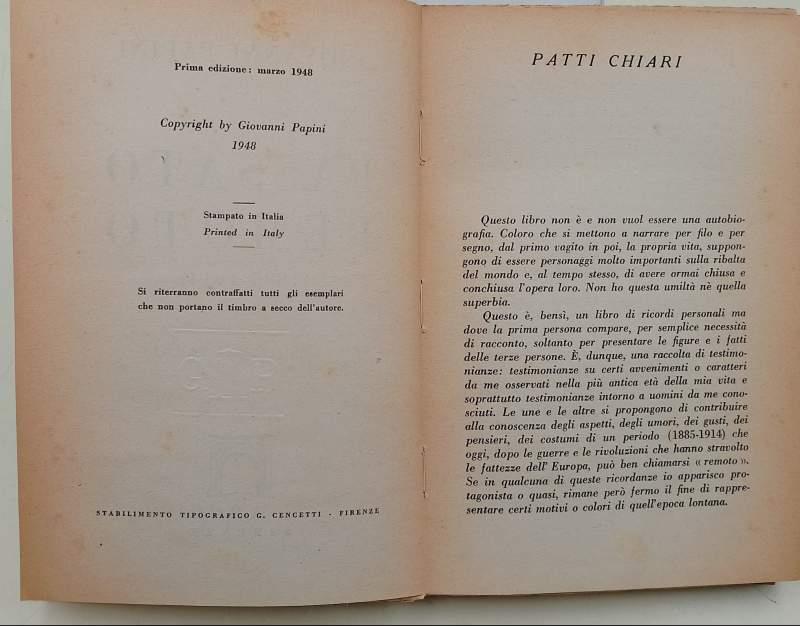 Prima edizione: marzo 1948
Copyright by Giovanni Papini
1948
Stampato in Italia
Printed in Italy
Si riterranno contraffatti tutti gli esemplari
che non portano il timbro a secco dell'autore.
STABILIMENTO TIPOGRAFICO G. CENCETTI - FIRENZE
PATTI CHIARI
Questo libro non è e non vuol essere una autobio-
grafia. Coloro che si mettono a narrare per filo e per
segno, dal primo vagito in poi, la propria vita, suppon-
gono di essere personaggi molto importanti sulla ribalta
del mondo e, al tempo stesso, di avere ormai chiusa e
conchiusa l'opera loro. Non ho questa umiltà nè quella
superbia.
Questo è, bensì, un libro di ricordi personali ma
dove la prima persona compare, per semplice necessità
di racconto, soltanto per presentare le figure e i fatti
delle terze persone. È, dunque, una raccolta di testimo-
nianze: testimonianze su certi avvenimenti o caratteri
da me osservati nella più antica età della mia vita e
soprattutto testimonianze intorno a uomini da me cono-
sciuti. Le une e le altre si propongono di contribuire
alla conoscenza degli aspetti, degli umori, dei gusti, dei
pensieri, dei costumi di un periodo (1885-1914) che
oggi, dopo le guerre e le rivoluzioni che hanno stravolto
le fattezze dell'Europa, può ben chiamarsi « remoto ».
Se in qualcuna di queste ricordanze io apparisco pro-
tagonista o quasi, rimane però fermo il fine di rappre-
sentare certi motivi o colori di quell'epoca lontana.